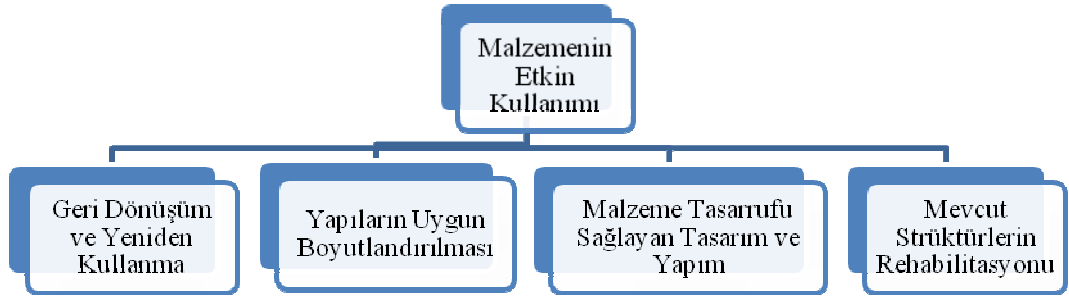 Malzemenin
Etkin
Kullanımı
Geri Dönüşüm
ve Yeniden
Kullanma
Yapıların Uygun
Boyutlandırılması
Malzeme Tasarrufu
Sağlayan Tasarım ve
Yapım
Mevcut
Strüktürlerin
Rehabilitasyonu